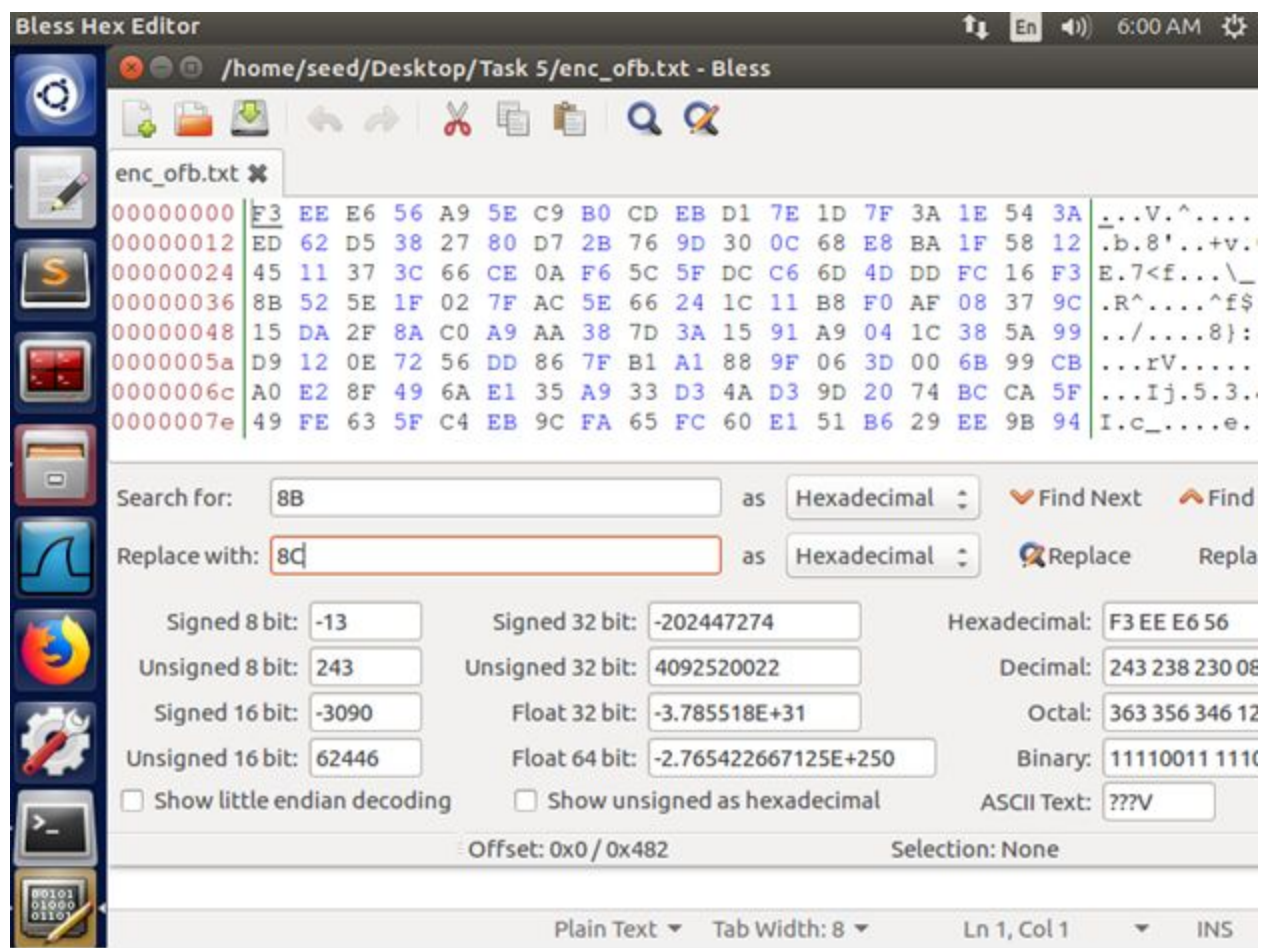 Bless Hex Editor En 6:00 AM
/home/seed/Desktop/Task 5/enc_ofb.txt - Bless
enc_ofb.txt
00000000 F3 EE E6 56 A9 5E C9 B0 CD EB D1 7E 1D 7F 3A 1E 54 3A ...V.^....
00000012 ED 62 D5 38 27 80 D7 2B 76 9D 30 0C 68 E8 BA 1F 58 12 .b.8'..+v.
00000024 45 11 37 3C 66 CE 0A F6 5C 5F DC C6 6D 4D DD FC 16 F3 E.7<f...\_
00000036 8B 52 5E 1F 02 7F AC 5E 66 24 1C 11 B8 F0 AF 08 37 9C .R^....^f$
00000048 15 DA 2F 8A C0 A9 AA 38 7D 3A 15 91 A9 04 1C 38 5A 99 ../....8}:
0000005a D9 12 0E 72 56 DD 86 7F B1 A1 88 9F 06 3D 00 6B 99 CB ...rV.....
0000006c A0 E2 8F 49 6A E1 35 A9 33 D3 4A D3 9D 20 74 BC CA 5F ...Ij.5.3.
0000007e 49 FE 63 5F C4 EB 9C FA 65 FC 60 E1 51 B6 29 EE 9B 94 I.c_....e.
Search for: 8B as Hexadecimal Find Next Find
Replace with: 8C as Hexadecimal Replace Repla
Signed 8 bit: -13 Signed 32 bit: -202447274 Hexadecimal: F3 EE E6 56
Unsigned 8 bit: 243 Unsigned 32 bit: 4092520022 Decimal: 243 238 230 08
Signed 16 bit: -3090 Float 32 bit: -3.785518E+31 Octal: 363 356 346 12
Unsigned 16 bit: 62446 Float 64 bit: -2.765422667125E+250 Binary: 11110011 1110
Show little endian decoding Show unsigned as hexadecimal ASCII Text: ???V
Offset: 0x0 / 0x482 Selection: None
Plain Text Tab Width: 8 Ln 1, Col 1 INS